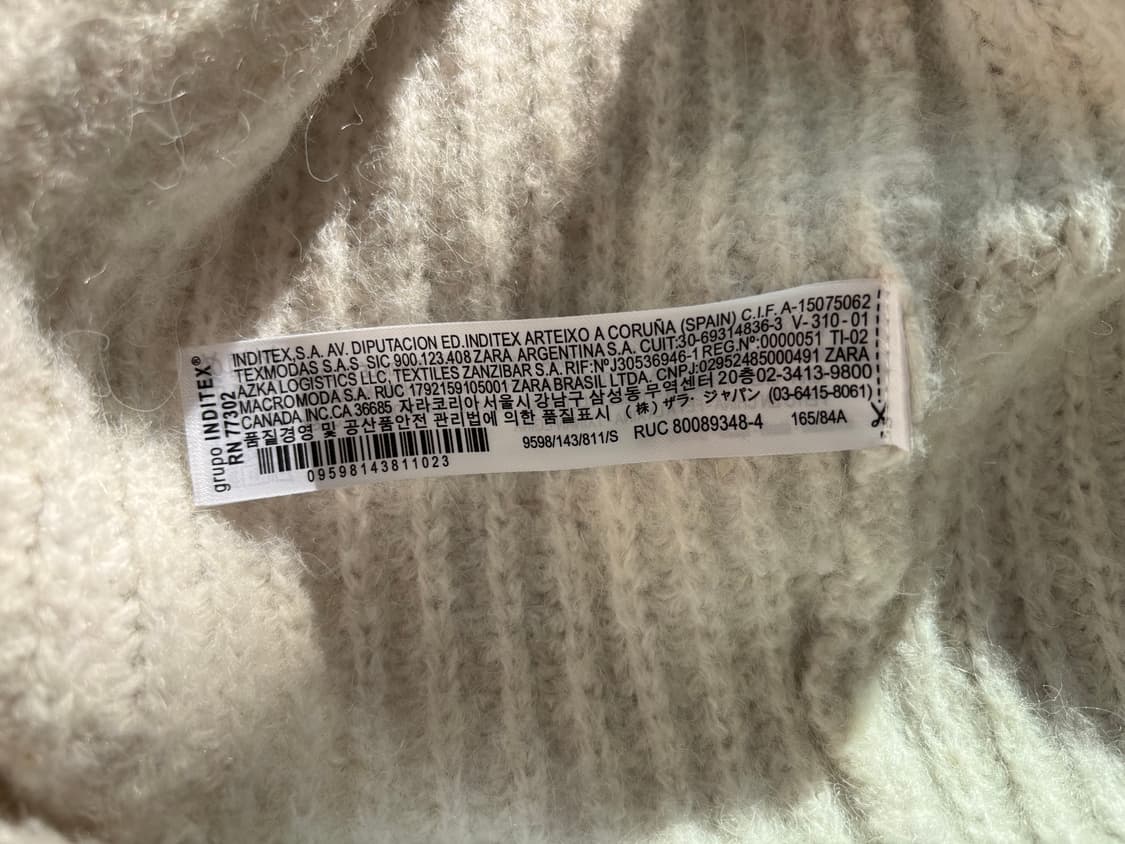 grupo INDITEX®
RN 77302
INDITEX,S.A. AV. DIPUTACION ED.INDITEX ARTEIXO A CORUÑA (SPAIN) C.I.F. A-15075062
TEXMODAS S.A.S. SIC 900.123.408 ZARA ARGENTINA S.A. CUIT:30-69314836-3 V-310-01
AZKA LOGISTICS LLC, TEXTILES ZANZIBAR S.A. RIF:NºJ30536946-1 REG.Nº:0000051 TI-02
MACROMODA S.A. RUC 1792159105001 ZARA BRASIL LTDA. CNPJ:02952485000491 ZARA
CANADA,INC.CA 36685 자라코리아 서울시강남구 삼성동무역센터 20층02-3413-9800
품질경영 및 공산품안전 관리법에 의한 품질표시 (株) ザラ・ジャパン (03-6415-8061)
09598143811023
9598/143/811/S RUC 80089348-4 165/84A